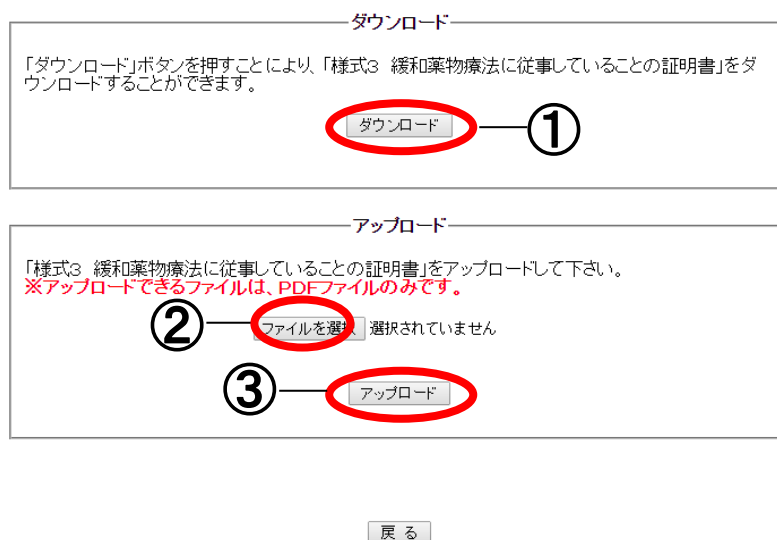 ダウンロード
「ダウンロード」ボタンを押すことにより、「様式3 緩和薬物療法に従事していることの証明書」をダ
ウンロードすることができます。
ダウンロード ①
アップロード
「様式3 緩和薬物療法に従事していることの証明書」をアップロードして下さい。
※アップロードできるファイルは、PDFファイルのみです。
② ファイルを選択 選択されていません
③ アップロード
戻る